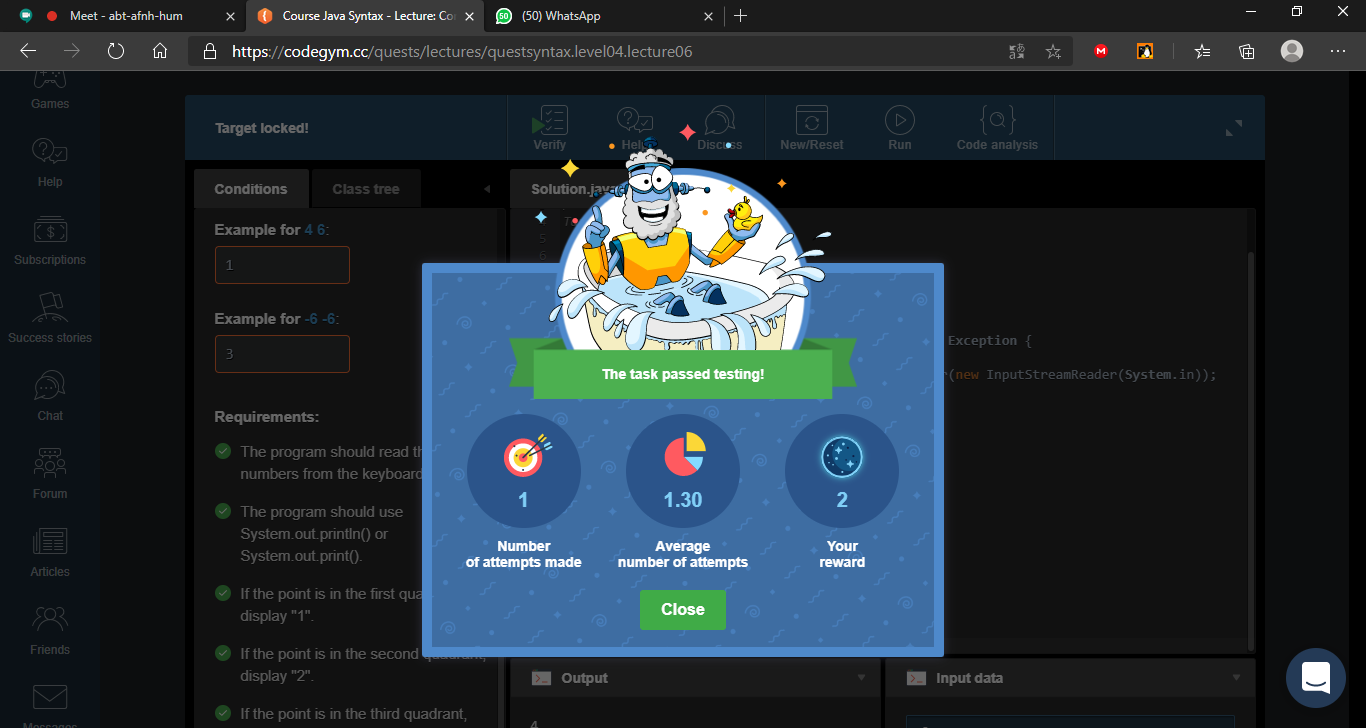 Meet - abt-afnh-hum
Course Java Syntax - Lecture: Co
(50) WhatsApp
https://codegym.cc/quests/lectures/questsyntax.level04.lecture06
Games
Help
Subscriptions
Success stories
Chat
Forum
Articles
Friends
Messages
Target locked!
Verify
Help
Discuss
New/Reset
Run
Code analysis
Conditions
Class tree
Solution.java
Example for 4 6:
1
Example for -6 -6:
3
Requirements:
The program should read th
numbers from the keyboard
The program should use
System.out.println() or
System.out.print().
If the point is in the first qua
display "1".
If the point is in the second quadrant,
display "2".
If the point is in the third quadrant,
5
6
Exception {
r(new InputStreamReader(System.in));
The task passed testing!
1
Number
of attempts made
1.30
Average
number of attempts
2
Your
reward
Close
Output
4
Input data